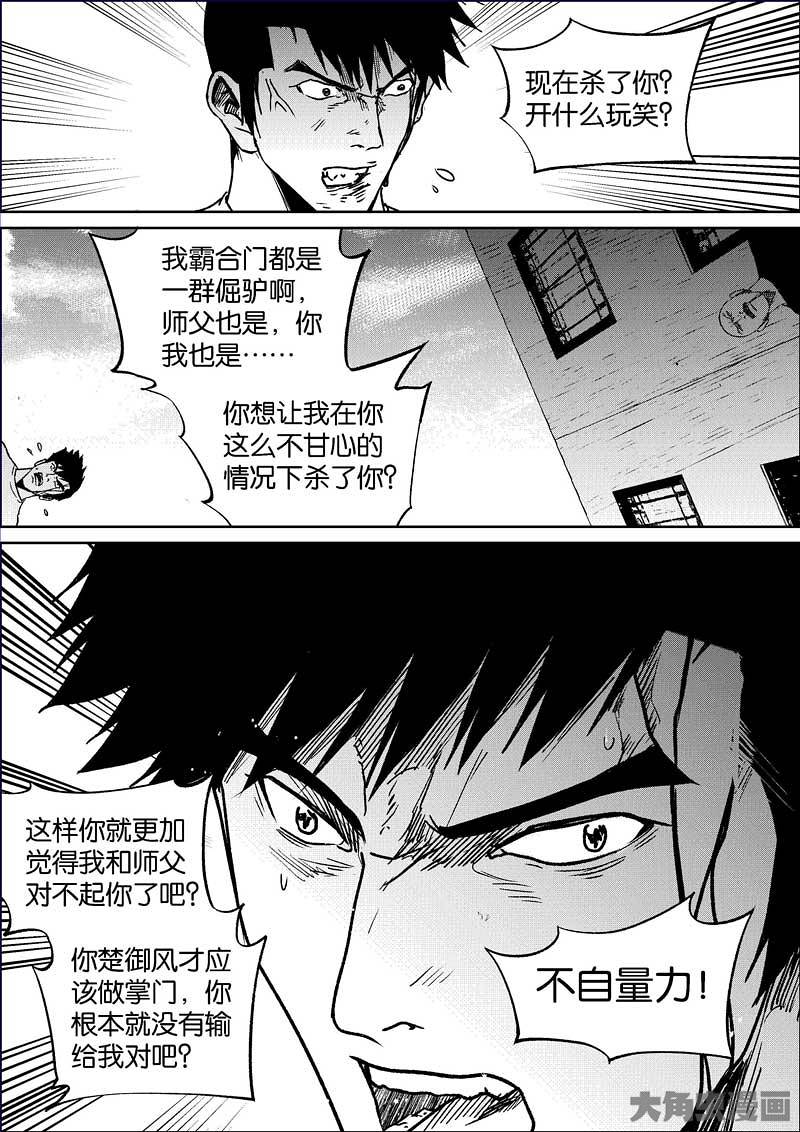 现在杀了你？
开什么玩笑？
我霸合门都是
一群倔驴啊，
师父也是，你
我也是……
你想让我在你
这么不甘心的
情况下杀了你？
这样你就更加
觉得我和师父
对不起你了吧？
你楚御风才应
该做掌门，你
根本就没有输
给我对吧？
不自量力！
大角虫漫画